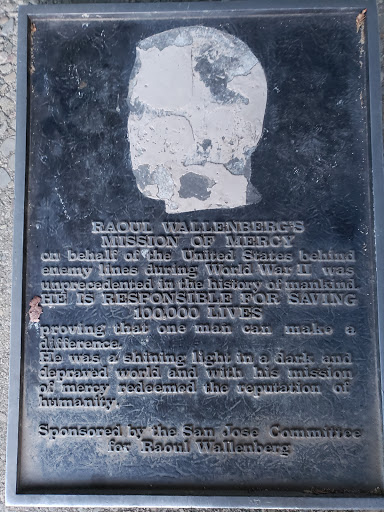 RAOUL WALLENBERG'S
MISSION OF MERCY
on behalf of the United States behind
enemy lines during World War II was
unprecedented in the history of mankind.
HE IS RESPONSIBLE FOR SAVING
100,000 LIVES
proving that one man can make a
difference.
He was a shining light in a dark and
depraved world and with his mission
of mercy redeemed the reputation of
humanity.
Sponsored by the San Jose Committee
for Raoul Wallenberg